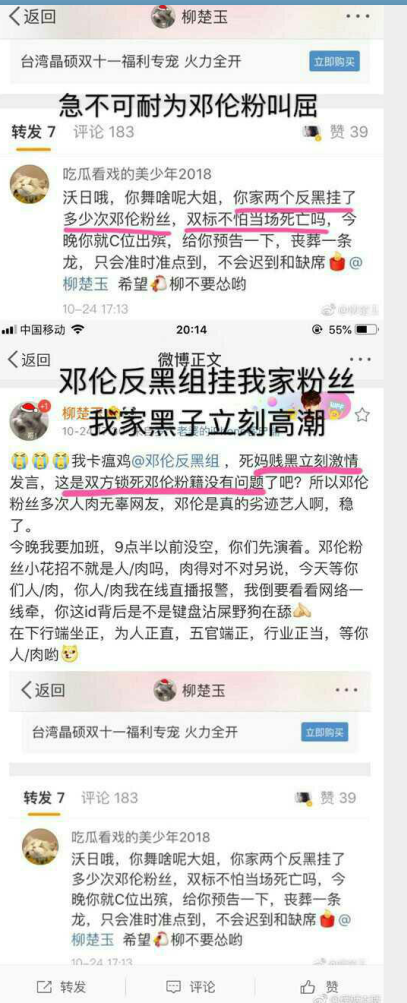 返回
柳楚玉
台湾晶硕双十一福利专宠 火力全开
立即购买
急不可耐为邓伦粉叫屈
转发 7 评论 183 赞 39
吃瓜看戏的美少年2018
沃日哦，你舞啥呢大姐，你家两个反黑挂了
多少次邓伦粉丝，双标不怕当场死亡吗，今
晚你就C位出殡，给你预告一下，丧葬一条
龙，只会准时准点到，不会迟到和缺席@
柳楚玉 希望柳不要怂哟
10-24 17:13
中国移动 20:14 55%
返回 微博正文
邓伦反黑组挂我家粉丝
柳楚
我家黑子立刻高潮
10-24
我卡瘟鸡@邓伦反黑组 ，死妈贱黑立刻激情
发言，这是双方锁死邓伦粉籍没有问题了吧？所以邓伦
粉丝多次人肉无辜网友，邓伦是真的劣迹艺人啊，稳
了。
今晚我要加班，9点半以前没空，你们先演着。邓伦粉
丝小花招不就是人/肉吗，肉得对不对另说，今天等你
们人/肉，你人/肉我在线直播报警，我倒要看看网络一
线牵，你这id背后是不是键盘沾屎野狗在舔
在下行端坐正，为人正直，五官端正，行业正当，等你
人/肉哟
返回
柳楚玉
台湾晶硕双十一福利专宠 火力全开
立即购买
转发 7 评论 183 赞 39
吃瓜看戏的美少年2018
沃日哦，你舞啥呢大姐，你家两个反黑挂了
多少次邓伦粉丝，双标不怕当场死亡吗，今
晚你就C位出殡，给你预告一下，丧葬一条
龙，只会准时准点到，不会迟到和缺席@
柳楚玉 希望柳不要怂哟
10-24 17:13
转发 评论 赞